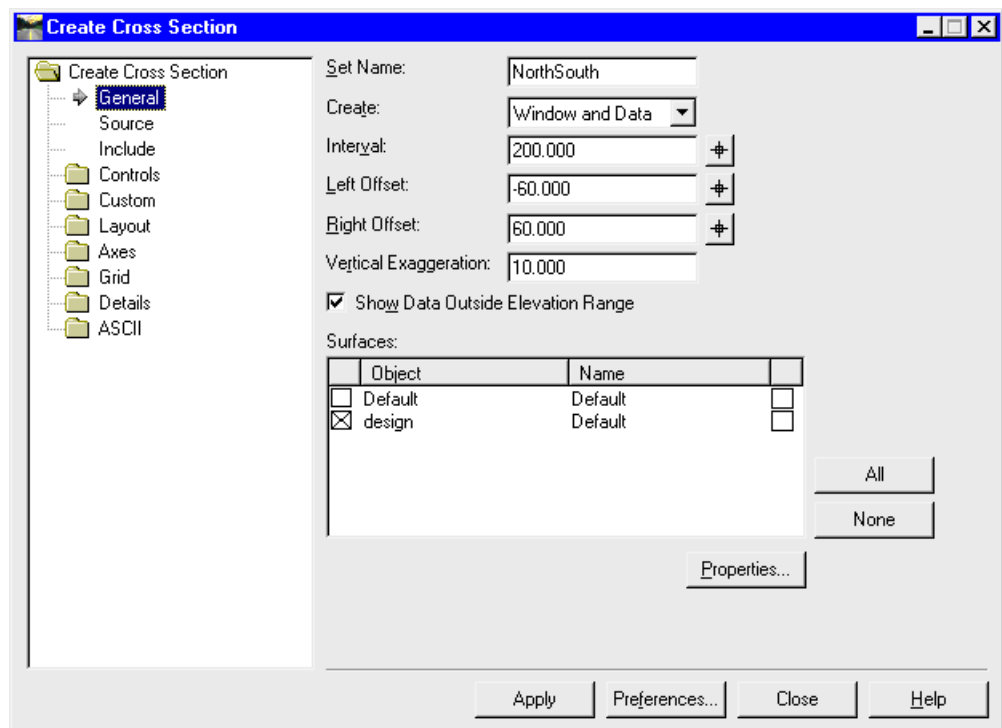 Create Cross Section
Create Cross Section
General
Source
Include
Controls
Custom
Layout
Axes
Grid
Details
ASCII
Set Name: NorthSouth
Create: Window and Data
Interval: 200.000
Left Offset: -60.000
Right Offset: 60.000
Vertical Exaggeration: 10.000
Show Data Outside Elevation Range
Surfaces:
Object Name
Default Default
design Default
All
None
Properties...
Apply Preferences... Close Help